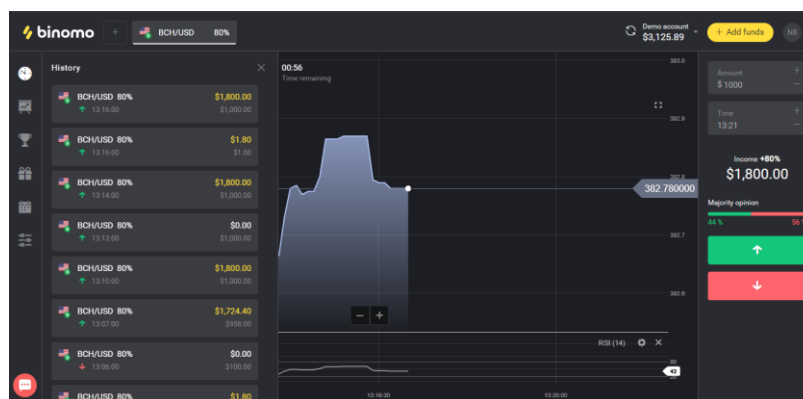 binomo
+
BCH/USD 80%
Demo account
$3,125.89
+ Add funds
NB
History
BCH/USD 80% $1,800.00
13:16:00 $1,000.00
BCH/USD 80% $1.80
13:16:00 $1.00
BCH/USD 80% $1,800.00
13:14:00 $1,000.00
BCH/USD 80% $0.00
13:13:00 $1,000.00
BCH/USD 80% $1,800.00
13:10:00 $1,000.00
BCH/USD 80% $1,724.40
13:07:00 $958.00
BCH/USD 80% $0.00
13:06:00 $100.00
BCH/USD 80% $1.80
00:56
Time remaining
383.0
382.9
382.8
382.780000
382.7
382.6
− +
RSI (14)
43
13:19:30 13:20:00
Amount +
$ 1000 −
Time +
13:21 −
Income +80%
$1,800.00
Majority opinion
44 % 56 %